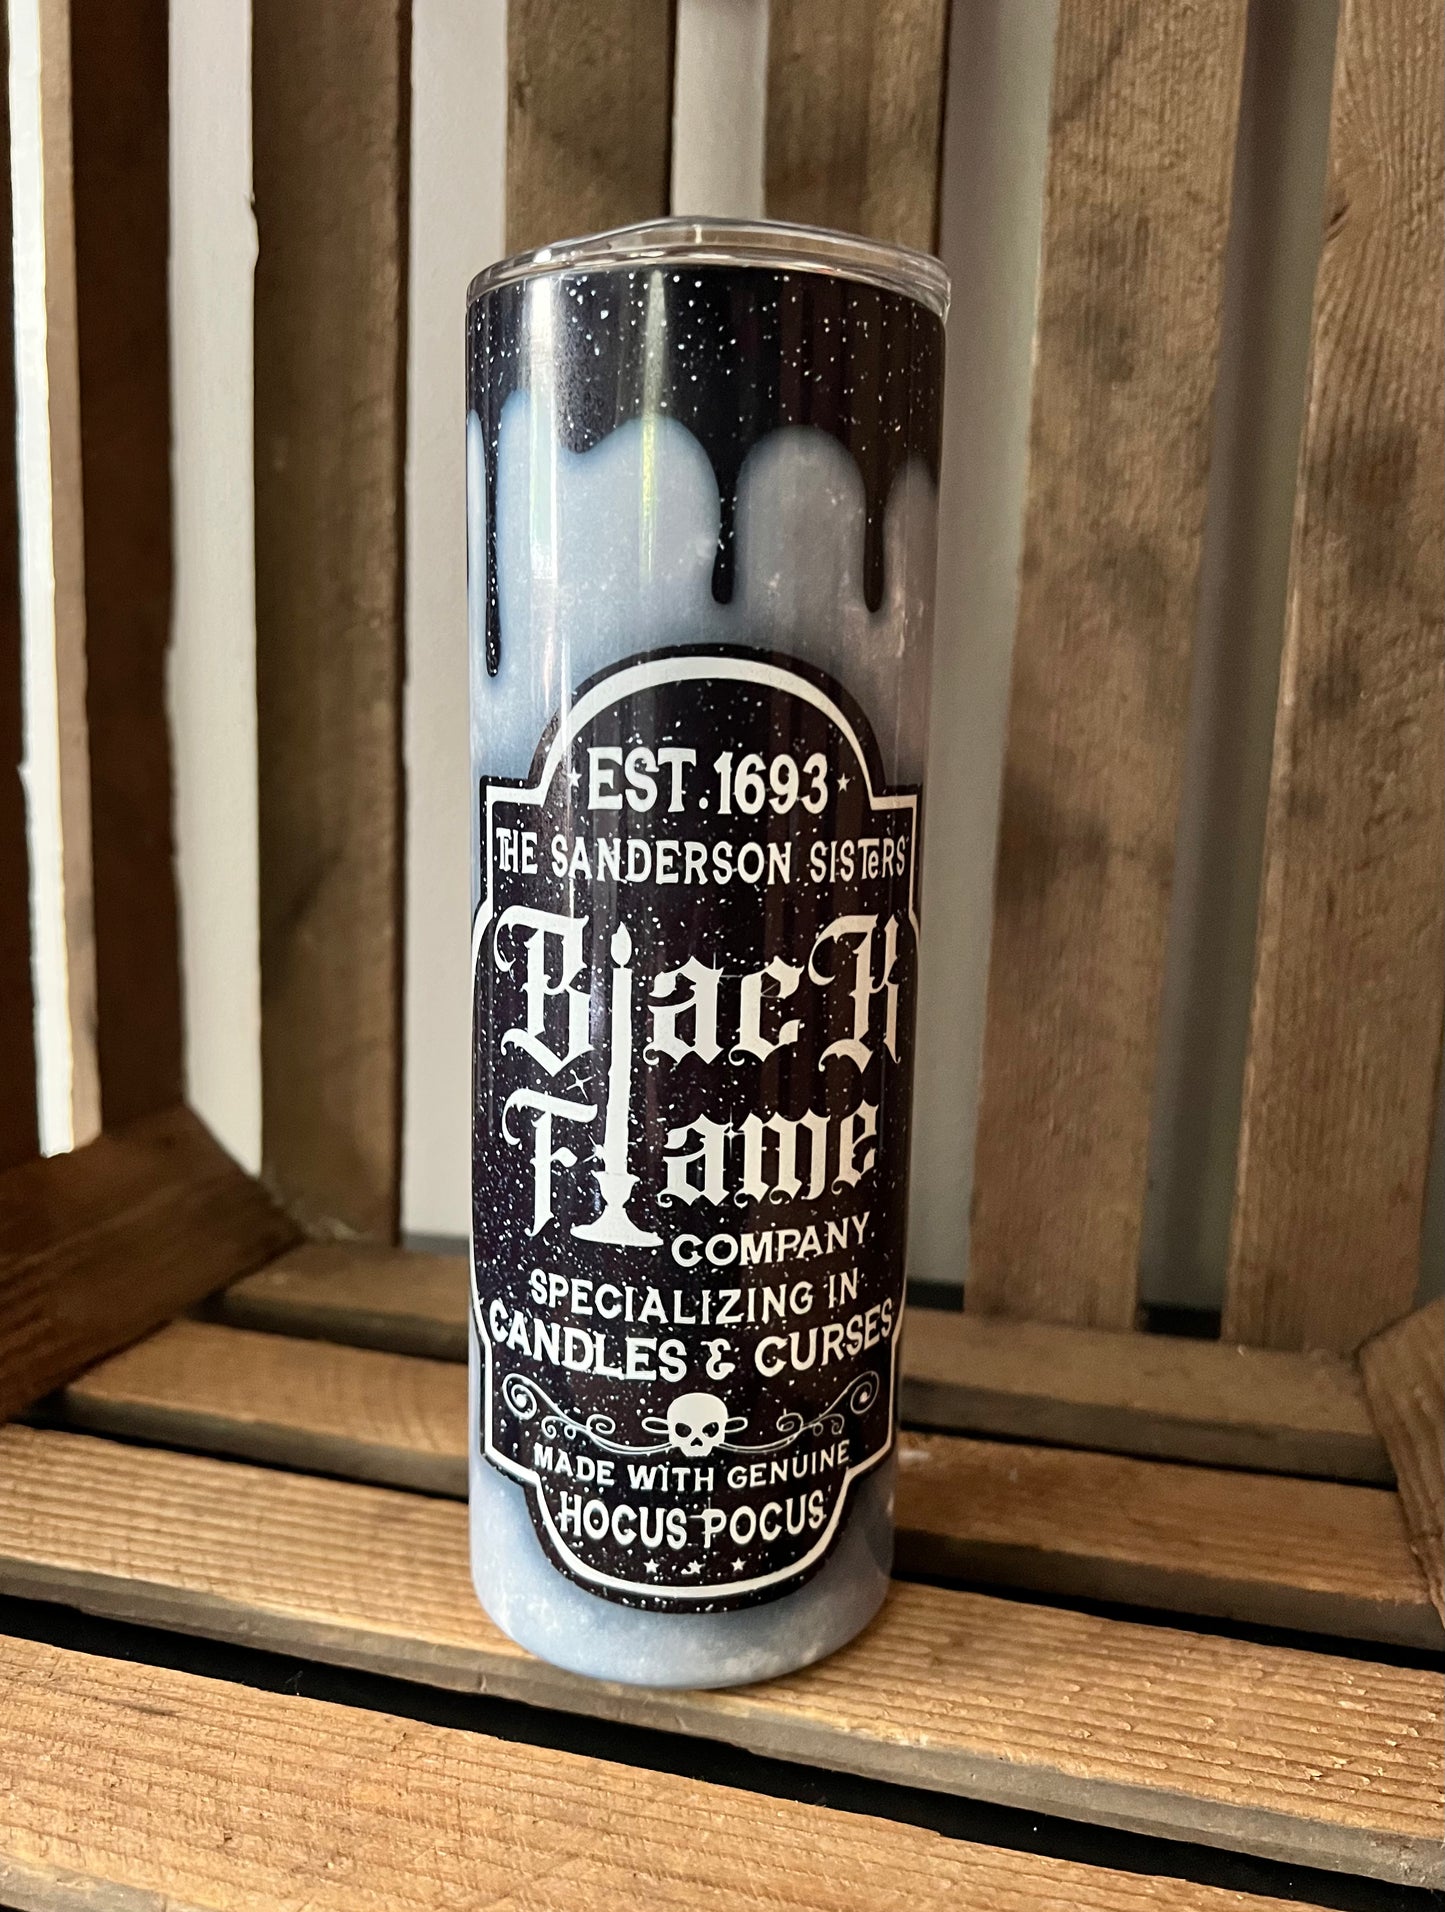 EST. 1693
THE SANDERSON SISTeRS
Black
Flame
COMPANY
SPECIALIZING IN
CANDLES & CURSES
MADE WITH GENUINE
HOCUS POCUS